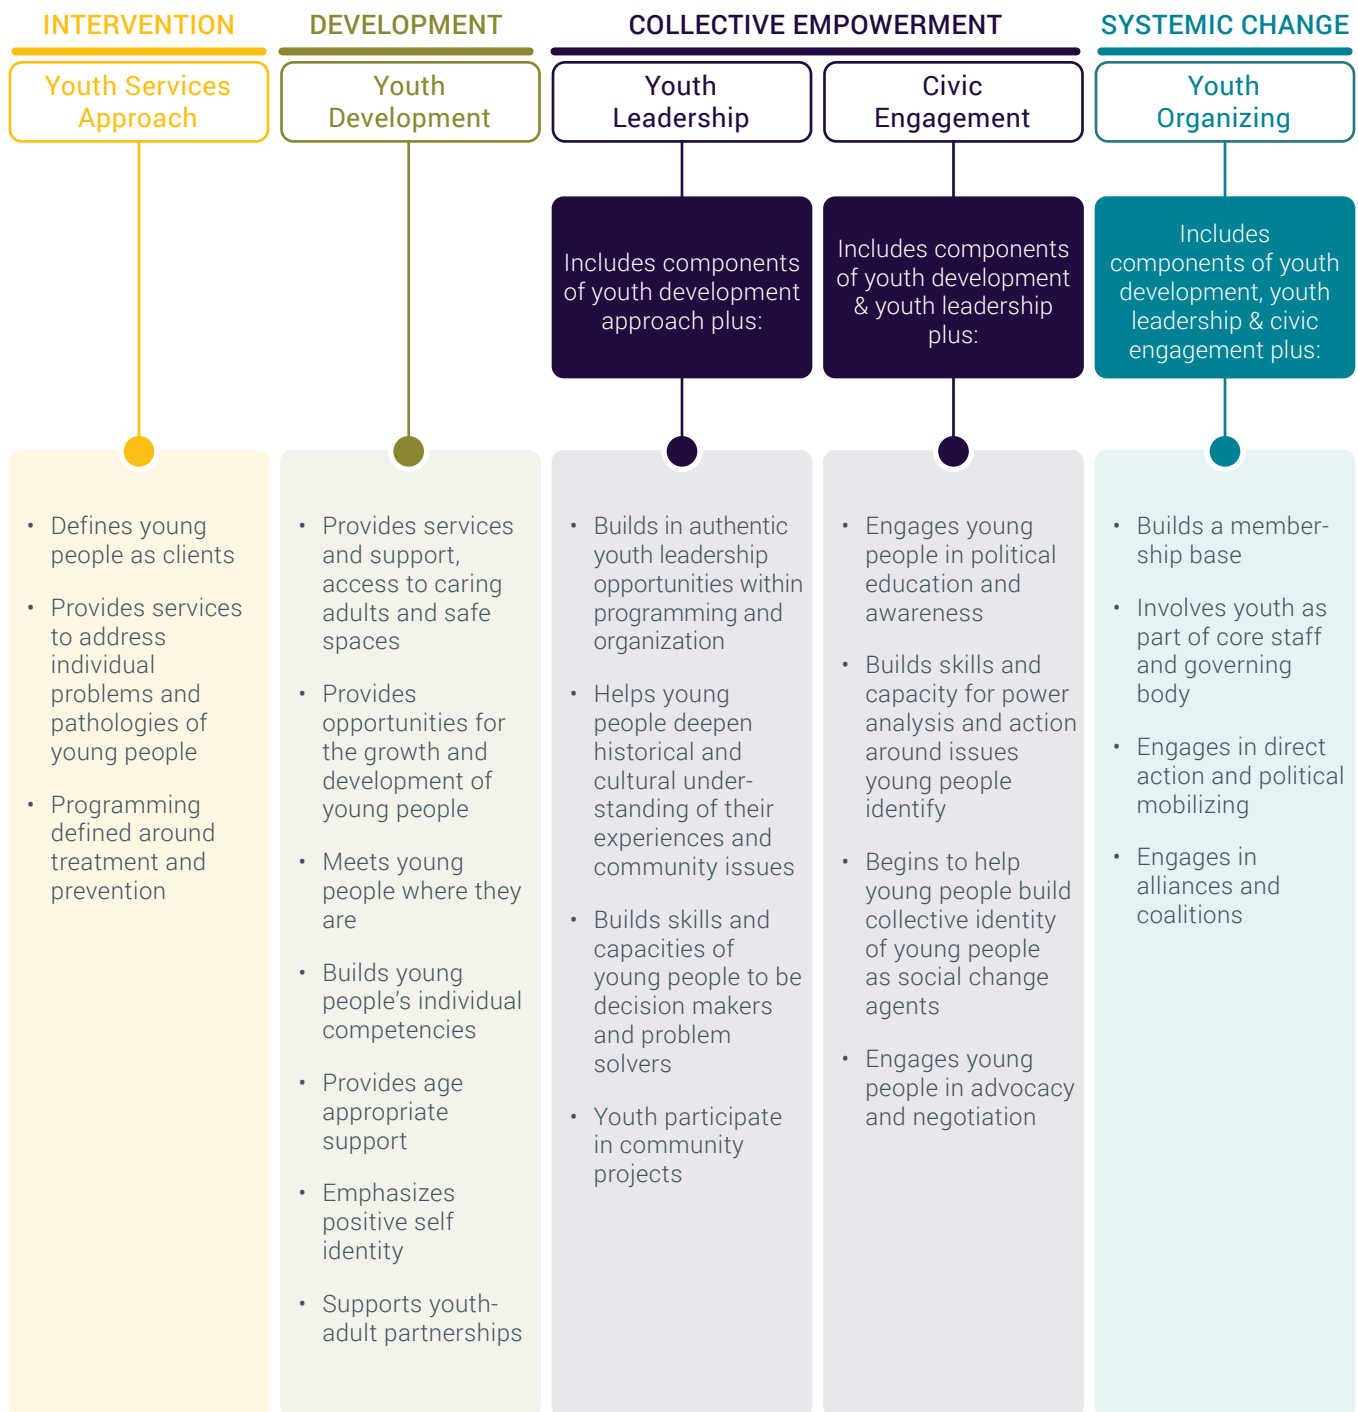 INTERVENTION
Youth Services
Approach
• Defines young
people as clients
• Provides services
to address
individual
problems and
pathologies of
young people
• Programming
defined around
treatment and
prevention
DEVELOPMENT
Youth
Development
• Provides services
and support,
access to caring
adults and safe
spaces
• Provides
opportunities for
the growth and
development of
young people
• Meets young
people where they
are
• Builds young
people’s individual
competencies
• Provides age
appropriate
support
• Emphasizes
positive self
identity
• Supports youth-
adult partnerships
COLLECTIVE EMPOWERMENT
Youth
Leadership
Includes components
of youth development
approach plus:
• Builds in authentic
youth leadership
opportunities within
programming and
organization
• Helps young
people deepen
historical and
cultural under-
standing of their
experiences and
community issues
• Builds skills and
capacities of
young people to be
decision makers
and problem
solvers
• Youth participate
in community
projects
Civic
Engagement
Includes components
of youth development
& youth leadership
plus:
• Engages young
people in political
education and
awareness
• Builds skills and
capacity for power
analysis and action
around issues
young people
identify
• Begins to help
young people build
collective identity
of young people
as social change
agents
• Engages young
people in advocacy
and negotiation
SYSTEMIC CHANGE
Youth
Organizing
Includes
components of youth
development, youth
leadership & civic
engagement plus:
• Builds a member-
ship base
• Involves youth as
part of core staff
and governing
body
• Engages in direct
action and political
mobilizing
• Engages in
alliances and
coalitions